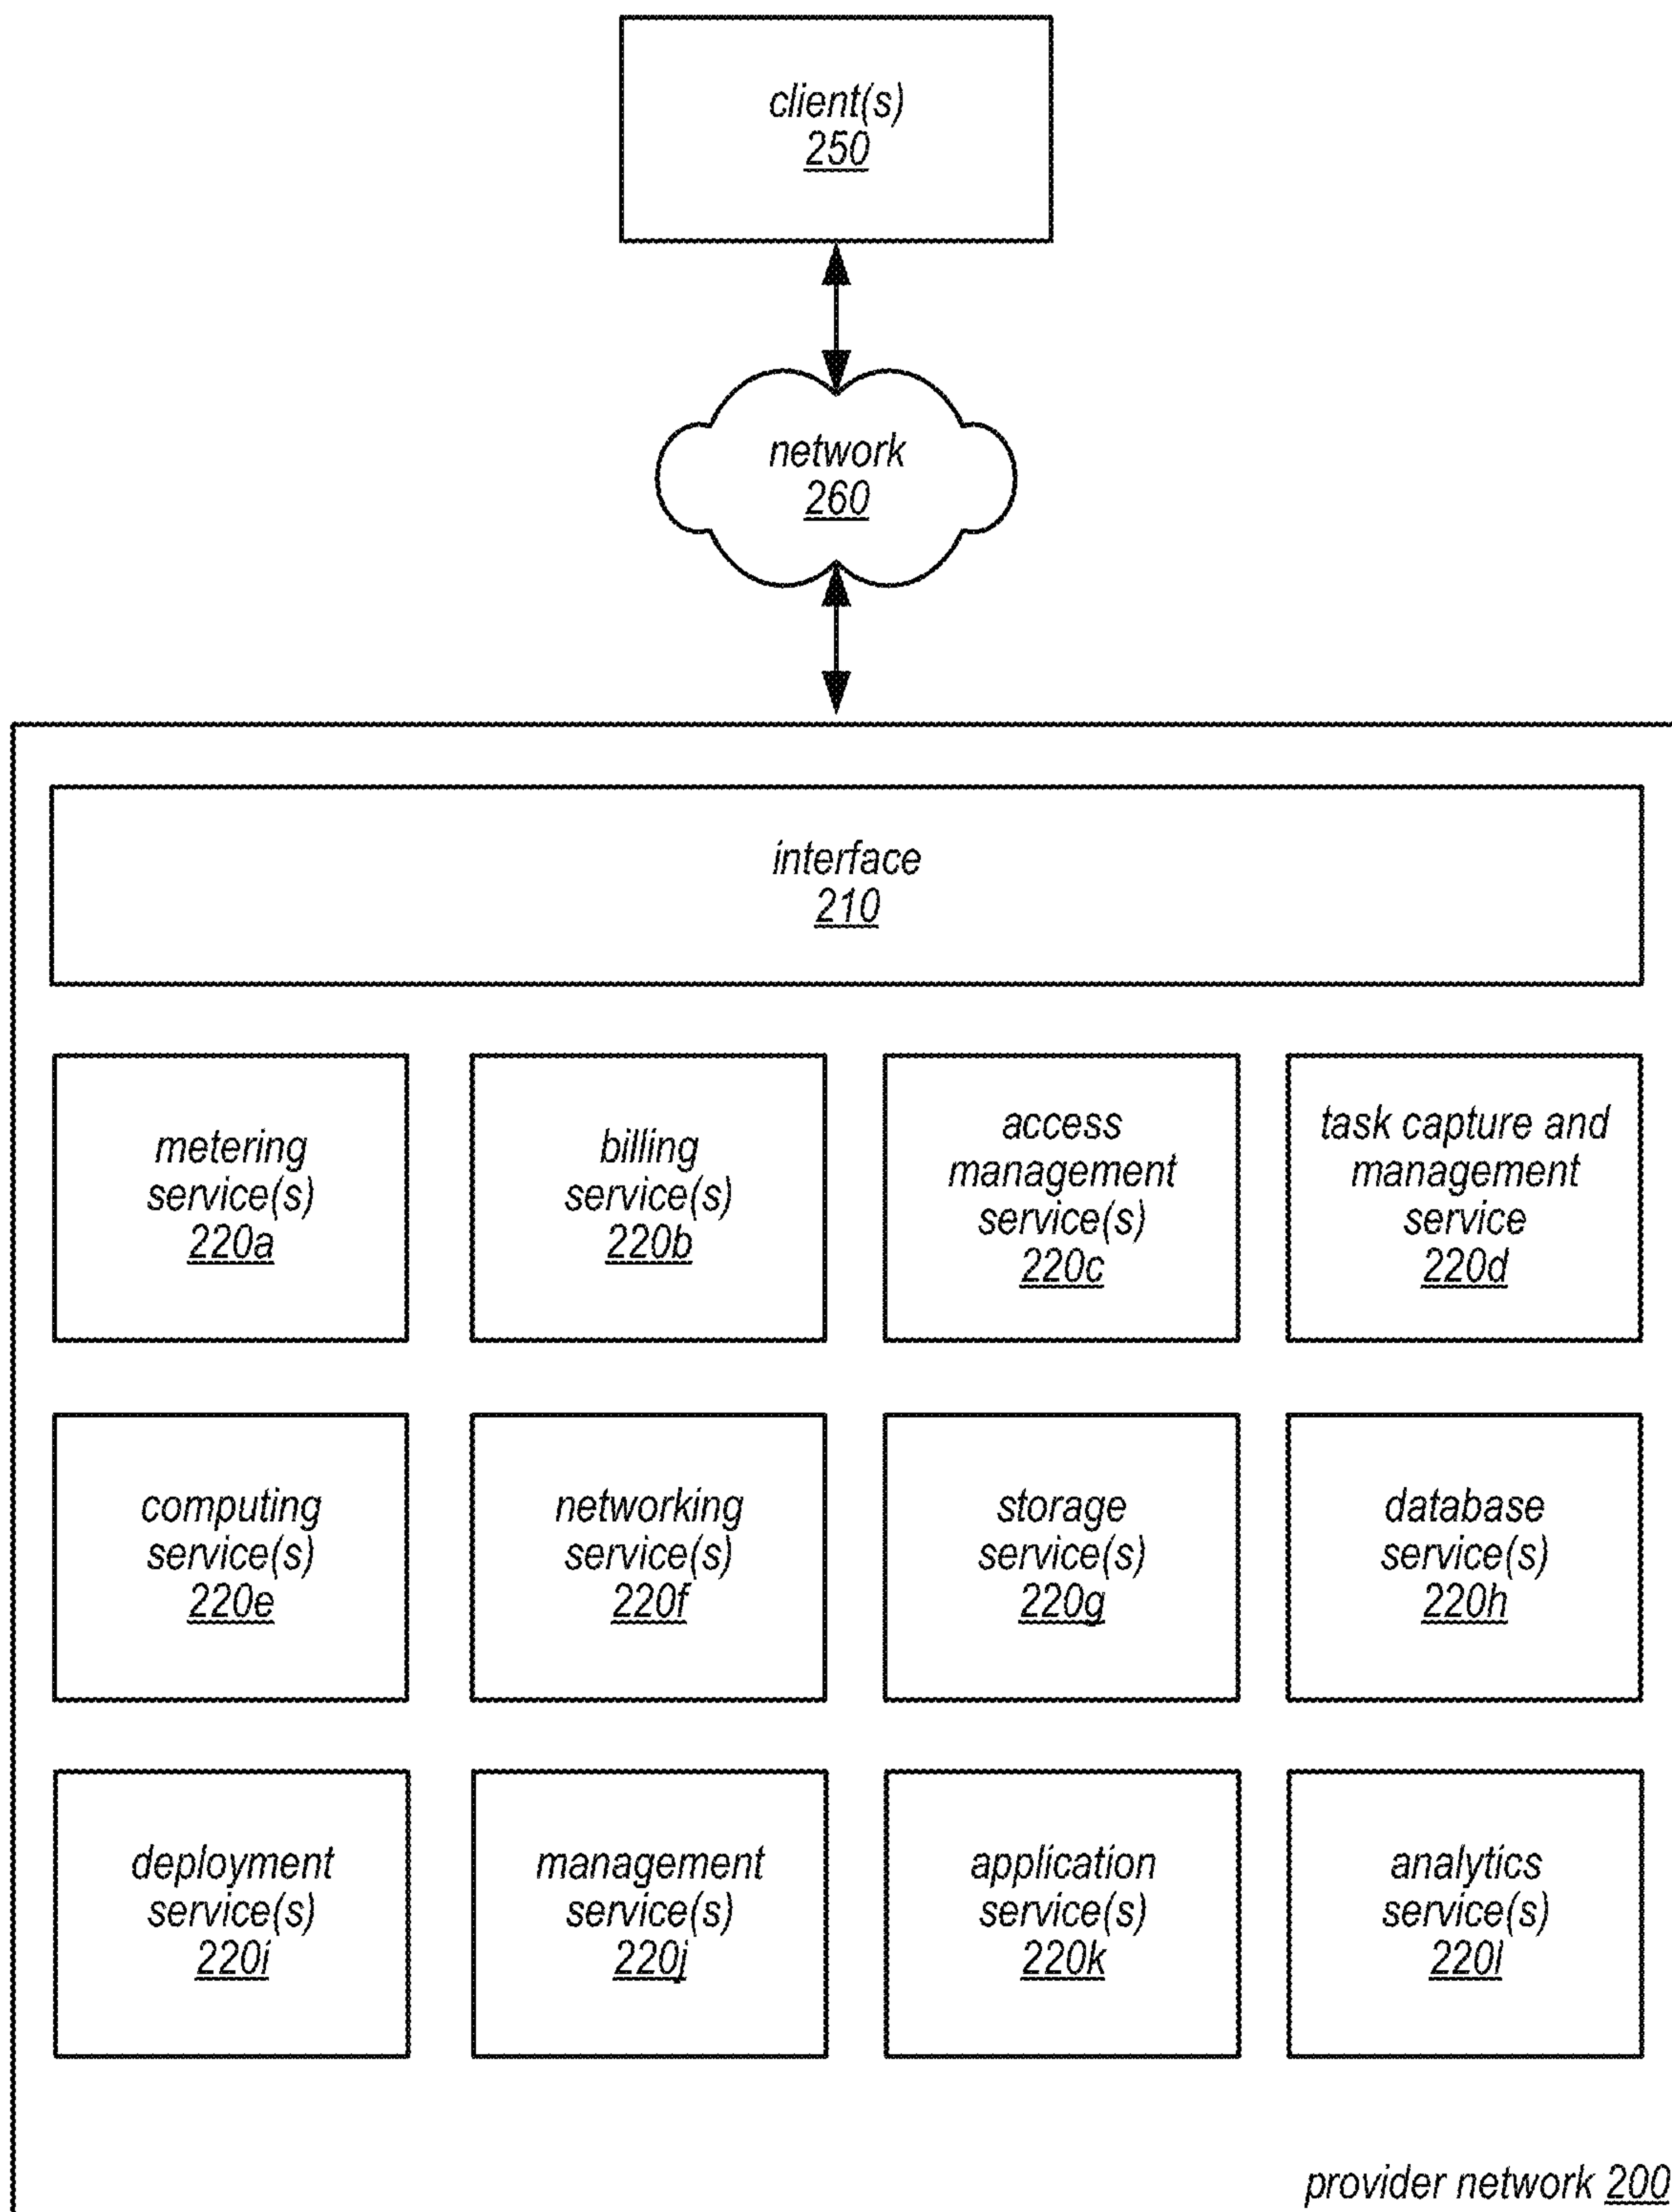 client(s)
250
network
260
interface
210
metering
service(s)
220a
billing
service(s)
220b
access
management
service(s)
220c
task capture and
management
service
220d
computing
service(s)
220e
networking
service(s)
220f
storage
service(s)
220g
database
service(s)
220h
deployment
service(s)
220i
management
service(s)
220j
application
service(s)
220k
analytics
service(s)
220l
provider network 200